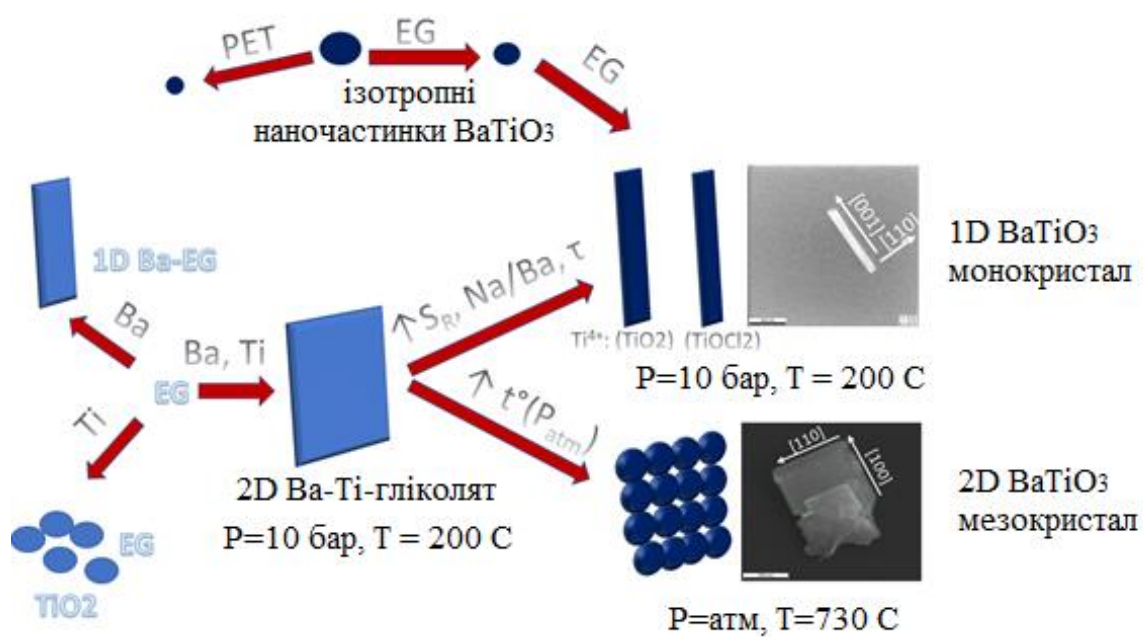 PET
EG
EG
ізотропні
наночастинки BaTiO3
1D Ba-EG
Ba
Ba, Ti
EG
Ti
EG
TiO2
2D Ba-Ti-гліколят
P=10 бар, T = 200 C
↑ SR, Na/Ba, τ
↑ t°(Patm)
Ti⁴⁺: (TiO2) (TiOCl2)
[001]
[110]
1D BaTiO3
монокристал
P=10 бар, T = 200 C
[110]
[100]
2D BaTiO3
мезокристал
P=атм, T=730 C